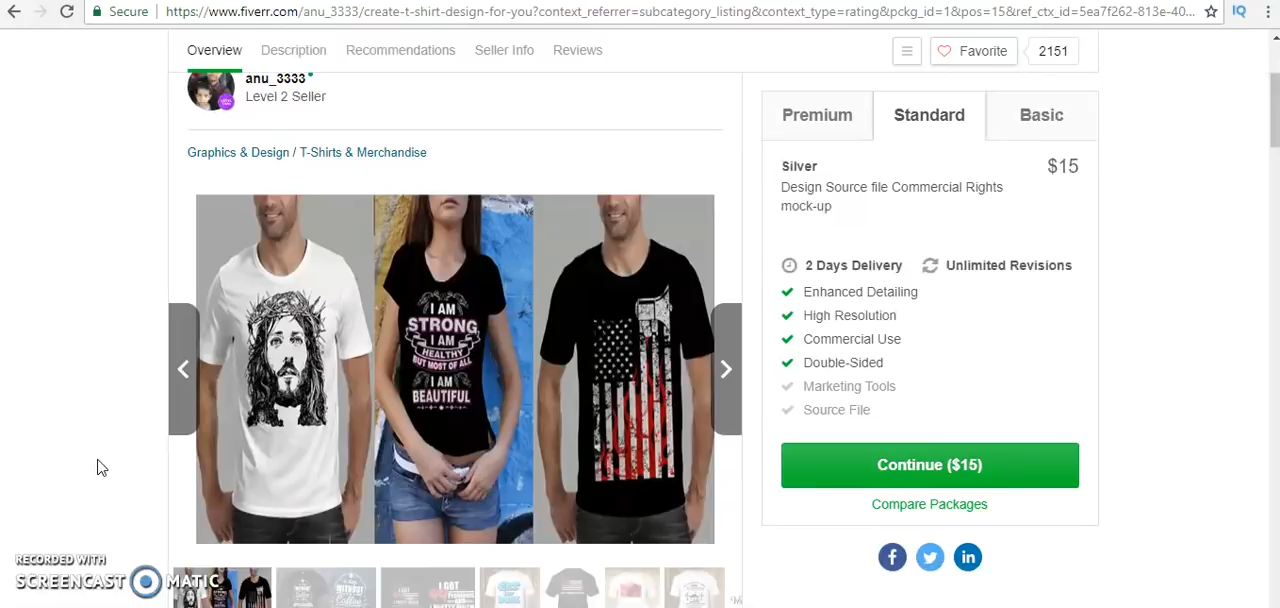 Secure
https://www.fiverr.com/anu_3333/create-t-shirt-design-for-you?context_referrer=subcategory_listing&context_type=rating&pckg_id=1&pos=15&ref_ctx_id=5ea7f262-813e-40...
IQ
Overview
Description
Recommendations
Seller Info
Reviews
Favorite
2151
anu_3333
Level 2 Seller
Graphics & Design / T-Shirts & Merchandise
I AM
STRONG
I AM
HEALTHY
BUT MOST OF ALL
I AM
BEAUTIFUL
Premium
Standard
Basic
Silver
$15
Design Source file Commercial Rights
mock-up
2 Days Delivery
Unlimited Revisions
Enhanced Detailing
High Resolution
Commercial Use
Double-Sided
Marketing Tools
Source File
Continue ($15)
Compare Packages
RECORDED WITH
SCREENCAST MATIC